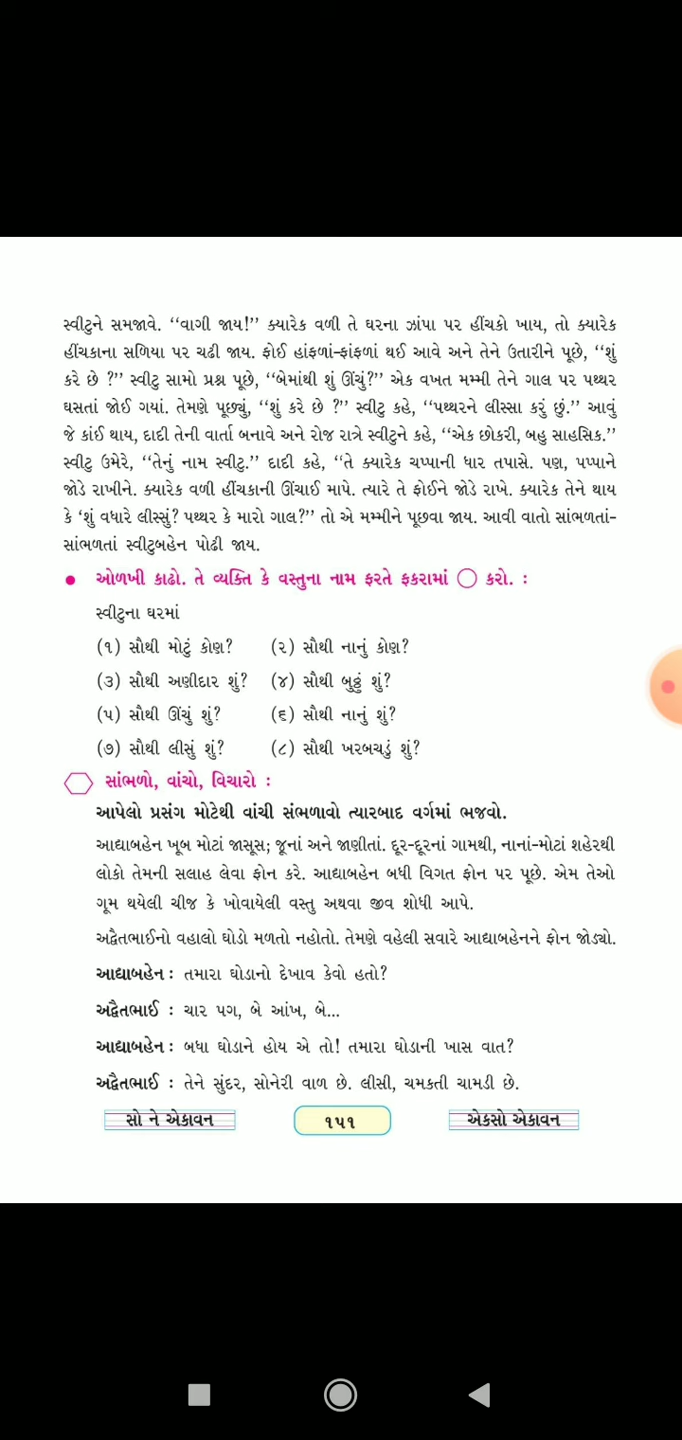 સ્વીટુને સમજાવે. ‘‘વાગી જાય!’’ ક્યારેક વળી તે ઘરના ઝાંપા પર હીંચકો ખાય, તો ક્યારેક
હીંચકાના સળિયા પર ચઢી જાય. ફોઈ હાંફળાં-ફાંફળાં થઈ આવે અને તેને ઉતારીને પૂછે, ‘‘શું
કરે છે ?’’ સ્વીટુ સામો પ્રશ્ન પૂછે, ‘‘બેમાંથી શું ઊંચું?’’ એક વખત મમ્મી તેને ગાલ પર પથ્થર
ઘસતાં જોઈ ગયાં. તેમણે પૂછ્યું, ‘‘શું કરે છે ?’’ સ્વીટુ કહે, ‘‘પથ્થરને લીસ્સા કરું છું.’’ આવું
જે કાંઈ થાય, દાદી તેની વાર્તા બનાવે અને રોજ રાત્રે સ્વીટુને કહે, ‘‘એક છોકરી, બહુ સાહસિક.’’
સ્વીટુ ઉમેરે, ‘‘તેનું નામ સ્વીટુ.’’ દાદી કહે, ‘‘તે ક્યારેક ચપ્પાની ધાર તપાસે. પણ, પપ્પાને
જોડે રાખીને. ક્યારેક વળી હીંચકાની ઊંચાઈ માપે. ત્યારે તે ફોઈને જોડે રાખે. ક્યારેક તેને થાય
કે ‘શું વધારે લીસ્સું? પથ્થર કે મારો ગાલ?’’ તો એ મમ્મીને પૂછવા જાય. આવી વાતો સાંભળતાં-
સાંભળતાં સ્વીટુબહેન પોઢી જાય.
● ઓળખી કાઢો. તે વ્યક્તિ કે વસ્તુના નામ ફરતે ફકરામાં ◯ કરો. :
સ્વીટુના ઘરમાં
(૧) સૌથી મોટું કોણ? (૨) સૌથી નાનું કોણ?
(૩) સૌથી અણીદાર શું? (૪) સૌથી બુઠ્ઠું શું?
(૫) સૌથી ઊંચું શું? (૬) સૌથી નાનું શું?
(૭) સૌથી લીસું શું? (૮) સૌથી ખરબચડું શું?
સાંભળો, વાંચો, વિચારો :
આપેલો પ્રસંગ મોટેથી વાંચી સંભળાવો ત્યારબાદ વર્ગમાં ભજવો.
આદ્યાબહેન ખૂબ મોટાં જાસૂસ; જૂનાં અને જાણીતાં. દૂર-દૂરનાં ગામથી, નાનાં-મોટાં શહેરથી
લોકો તેમની સલાહ લેવા ફોન કરે. આદ્યાબહેન બધી વિગત ફોન પર પૂછે. એમ તેઓ
ગૂમ થયેલી ચીજ કે ખોવાયેલી વસ્તુ અથવા જીવ શોધી આપે.
અદ્વૈતભાઈનો વહાલો ઘોડો મળતો નહોતો. તેમણે વહેલી સવારે આદ્યાબહેનને ફોન જોડ્યો.
આદ્યાબહેન : તમારા ઘોડાનો દેખાવ કેવો હતો?
અદ્વૈતભાઈ : ચાર પગ, બે આંખ, બે...
આદ્યાબહેન : બધા ઘોડાને હોય એ તો! તમારા ઘોડાની ખાસ વાત?
અદ્વૈતભાઈ : તેને સુંદર, સોનેરી વાળ છે. લીસી, ચમકતી ચામડી છે.
સો ને એકાવન ૧૫૧ એકસો એકાવન